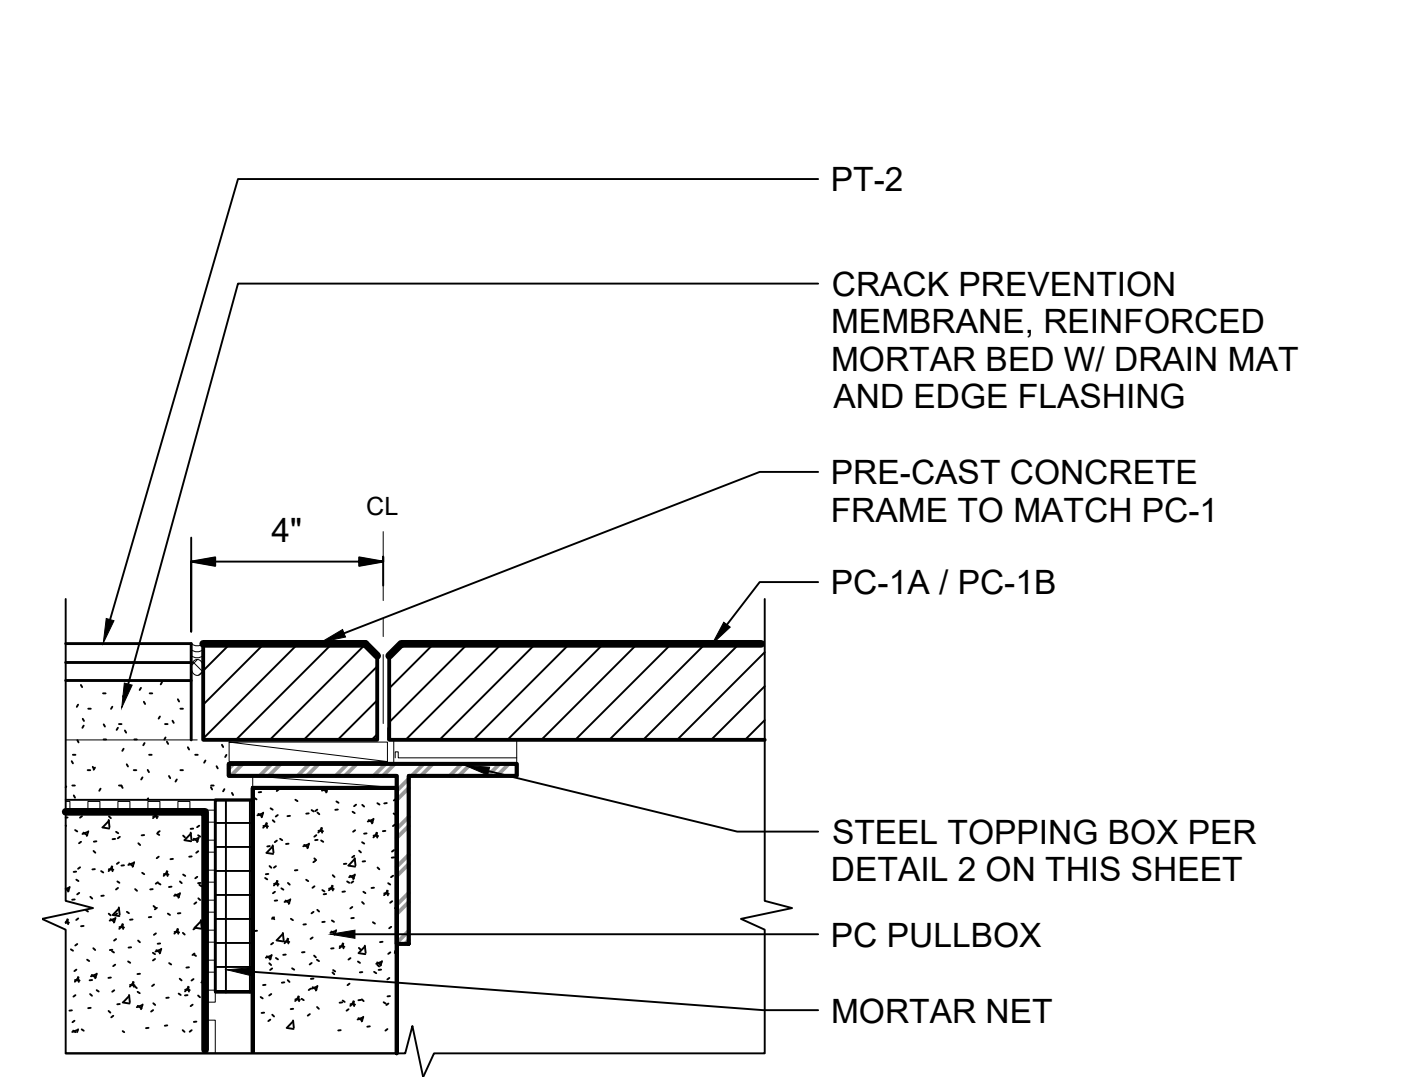 PT-2
CRACK PREVENTION
MEMBRANE, REINFORCED
MORTAR BED W/ DRAIN MAT
AND EDGE FLASHING
PRE-CAST CONCRETE
FRAME TO MATCH PC-1
CL
4"
PC-1A / PC-1B
STEEL TOPPING BOX PER
DETAIL 2 ON THIS SHEET
PC PULLBOX
MORTAR NET